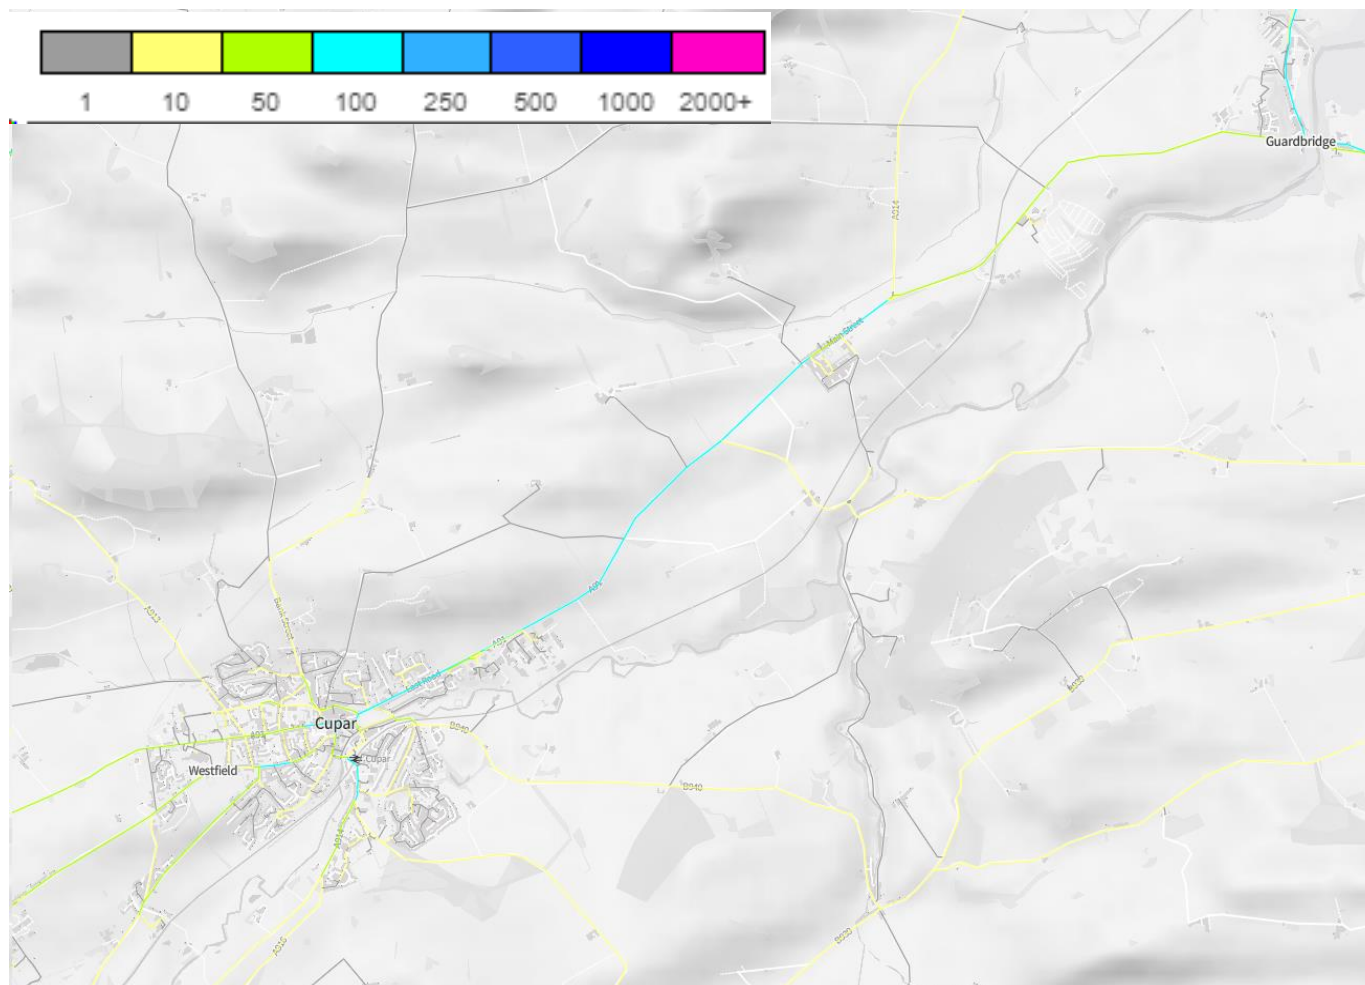 1 10 50 100 250 500 1000 2000+
Guardbridge
A914
Main Street
A91
A913
Bank Street
A91
East Road
Cupar
B940
A91
Westfield
Cupar
B940
B939
A914
A916
B939